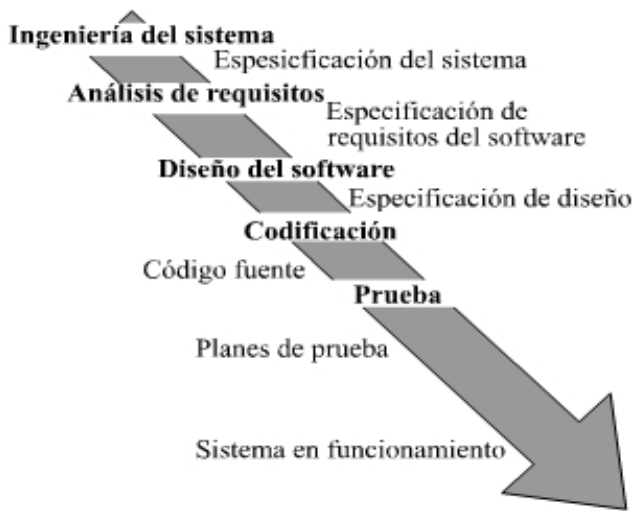 Ingeniería del sistema
Espesicficación del sistema
Análisis de requisitos
Especificación de
requisitos del software
Diseño del software
Especificación de diseño
Codificación
Código fuente
Prueba
Planes de prueba
Sistema en funcionamiento